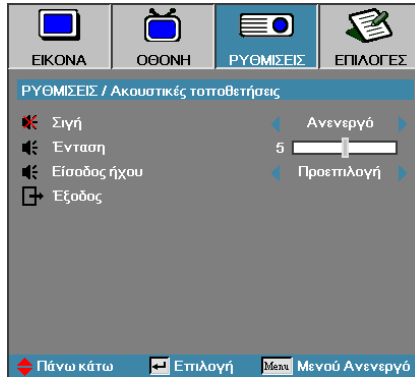 ΕΙΚΟΝΑ ΟΘΟΝΗ ΡΥΘΜΙΣΕΙΣ ΕΠΙΛΟΓΕΣ
ΡΥΘΜΙΣΕΙΣ / Ακουστικές τοπποθετήσεις
Σιγή Ανενεργό
Ένταση 5
Είσοδος ήχου Προεπιλογή
Έξοδος
Πάνω κάτω Επιλογή Menu Μενού Ανενεργό